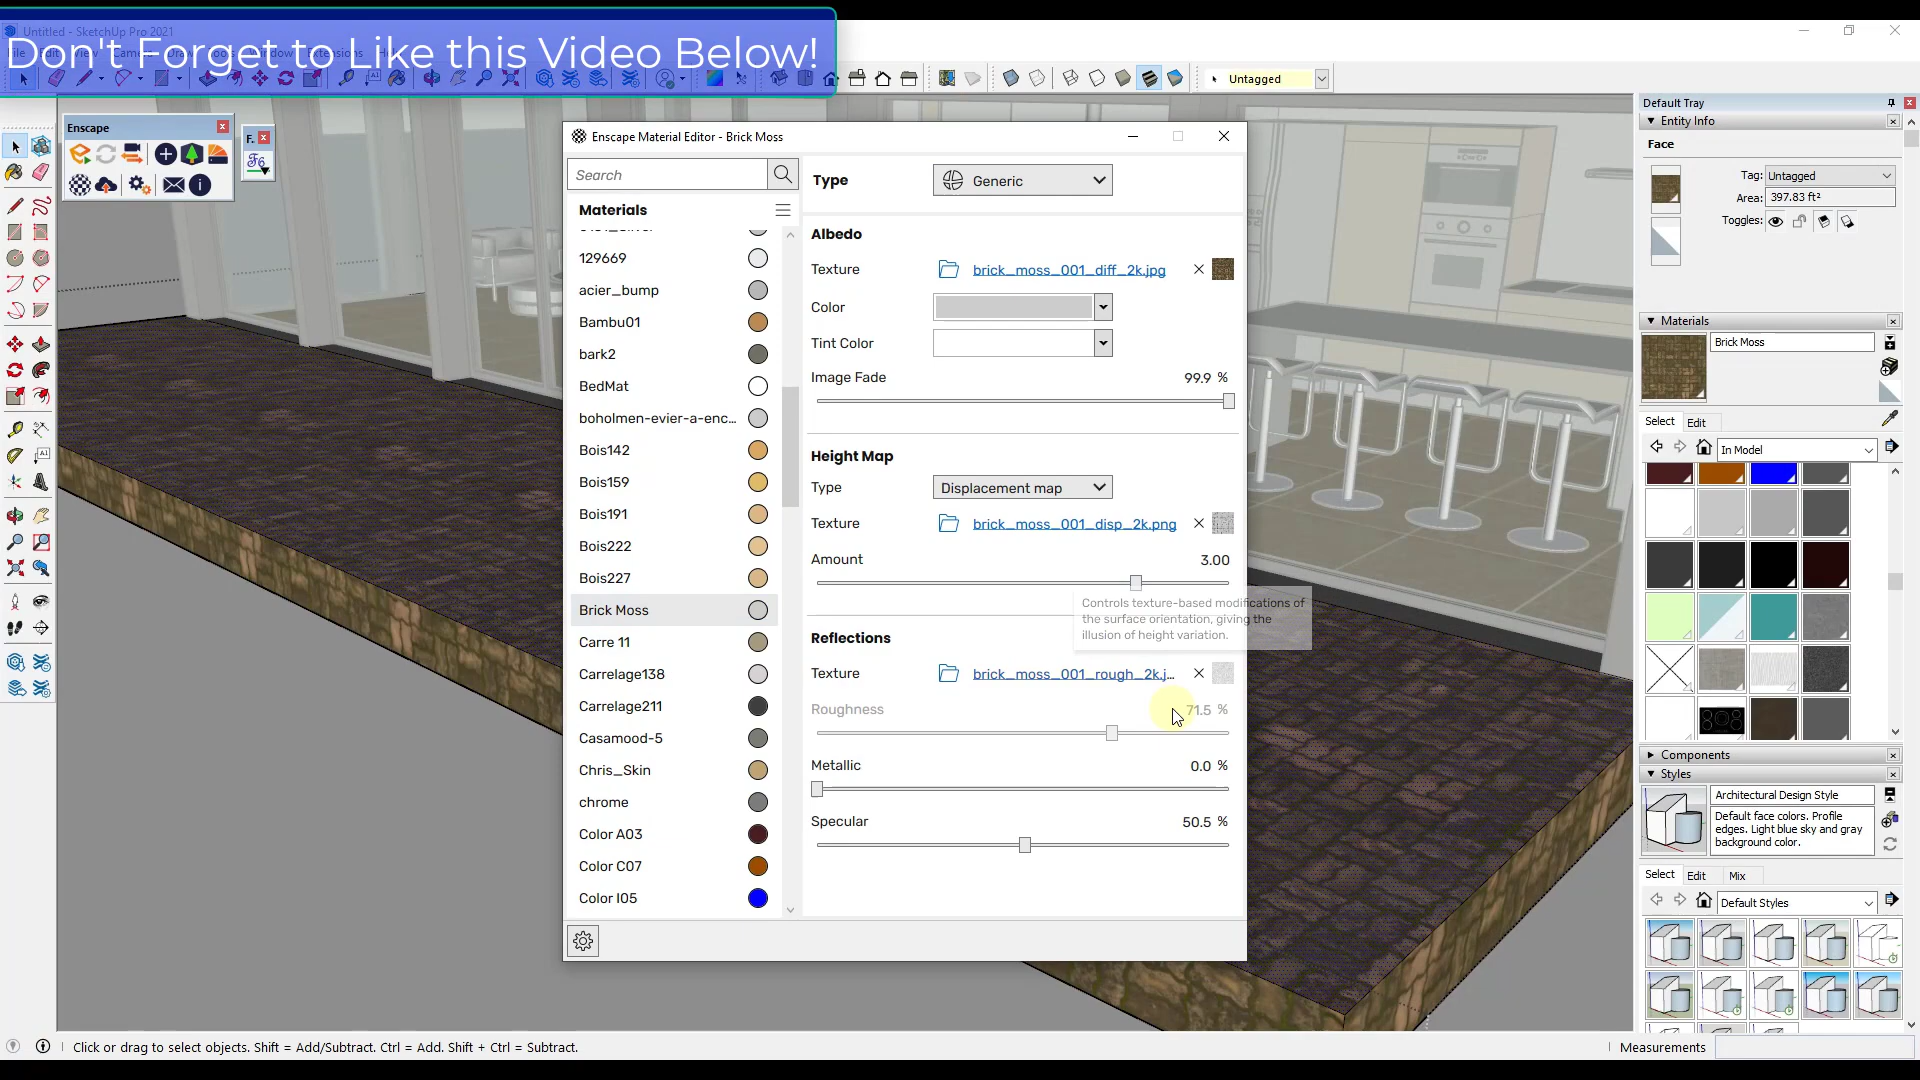 Untitled - SketchUp Pro 2021
Don't Forget to Like this Video Below!
Untagged
Enscape
F.
Enscape Material Editor - Brick Moss
Search
Materials
129669
acier_bump
Bambu01
bark2
BedMat
boholmen-evier-a-enc...
Bois142
Bois159
Bois191
Bois222
Bois227
Brick Moss
Carre 11
Carrelage138
Carrelage211
Casamood-5
Chris_Skin
chrome
Color A03
Color C07
Color I05
Type
Generic
Albedo
Texture
brick_moss_001_diff_2k.jpg
Color
Tint Color
Image Fade
99.9 %
Height Map
Type
Displacement map
Texture
brick_moss_001_disp_2k.png
Amount
3.00
Controls texture-based modifications of
the surface orientation, giving the
illusion of height variation.
Reflections
Texture
brick_moss_001_rough_2k.j...
Roughness
71.5 %
Metallic
0.0 %
Specular
50.5 %
Default Tray
Entity Info
Face
Tag:
Untagged
Area:
397.83 ft²
Toggles:
Materials
Brick Moss
Select
Edit
In Model
Components
Styles
Architectural Design Style
Default face colors. Profile
edges. Light blue sky and gray
background color.
Select
Edit
Mix
Default Styles
Click or drag to select objects. Shift = Add/Subtract. Ctrl = Add. Shift + Ctrl = Subtract.
Measurements